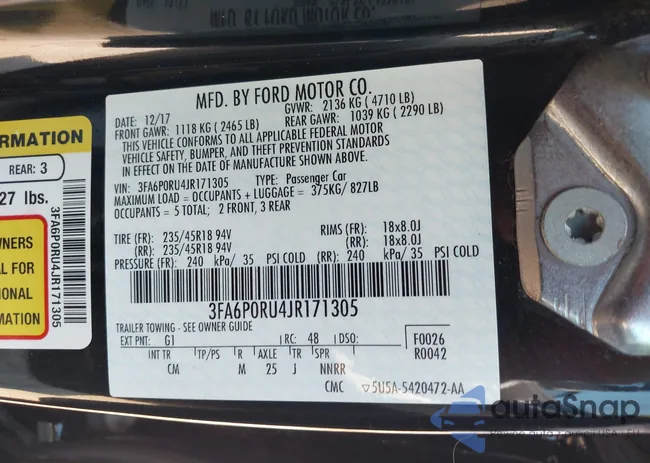 MFD. BY FORD MOTOR CO.
DATE: 12/17 GVWR: 2136 KG ( 4710 LB)
FRONT GAWR: 1118 KG ( 2465 LB) REAR GAWR: 1039 KG ( 2290 LB)
THIS VEHICLE CONFORMS TO ALL APPLICABLE FEDERAL MOTOR
VEHICLE SAFETY, BUMPER, AND THEFT PREVENTION STANDARDS
IN EFFECT ON THE DATE OF MANUFACTURE SHOWN ABOVE.
VIN: 3FA6P0RU4JR171305 TYPE: Passenger Car
MAXIMUM LOAD = OCCUPANTS + LUGGAGE = 375KG/ 827LB
OCCUPANTS = 5 TOTAL; 2 FRONT, 3 REAR
TIRE (FR): 235/45R18 94V RIMS (FR): 18x8.0J
(RR): 235/45R18 94V (RR): 18x8.0J
PRESSURE (FR): 240 kPa/ 35 PSI COLD (RR): 240 kPa/ 35 PSI COLD
3FA6P0RU4JR171305
TRAILER TOWING - SEE OWNER GUIDE
EXT PNT: G1 RC: 48 DSO: F0026
R0042
INT TR TP/PS R AXLE TR SPR
CM M 25 J NNRR
CMC ▽5U5A-5420472-AA
ORMATION
REAR: 3
27 lbs.
WNERS
AL FOR
IONAL
MATION
3FA6P0RU4JR171305
autoSnap